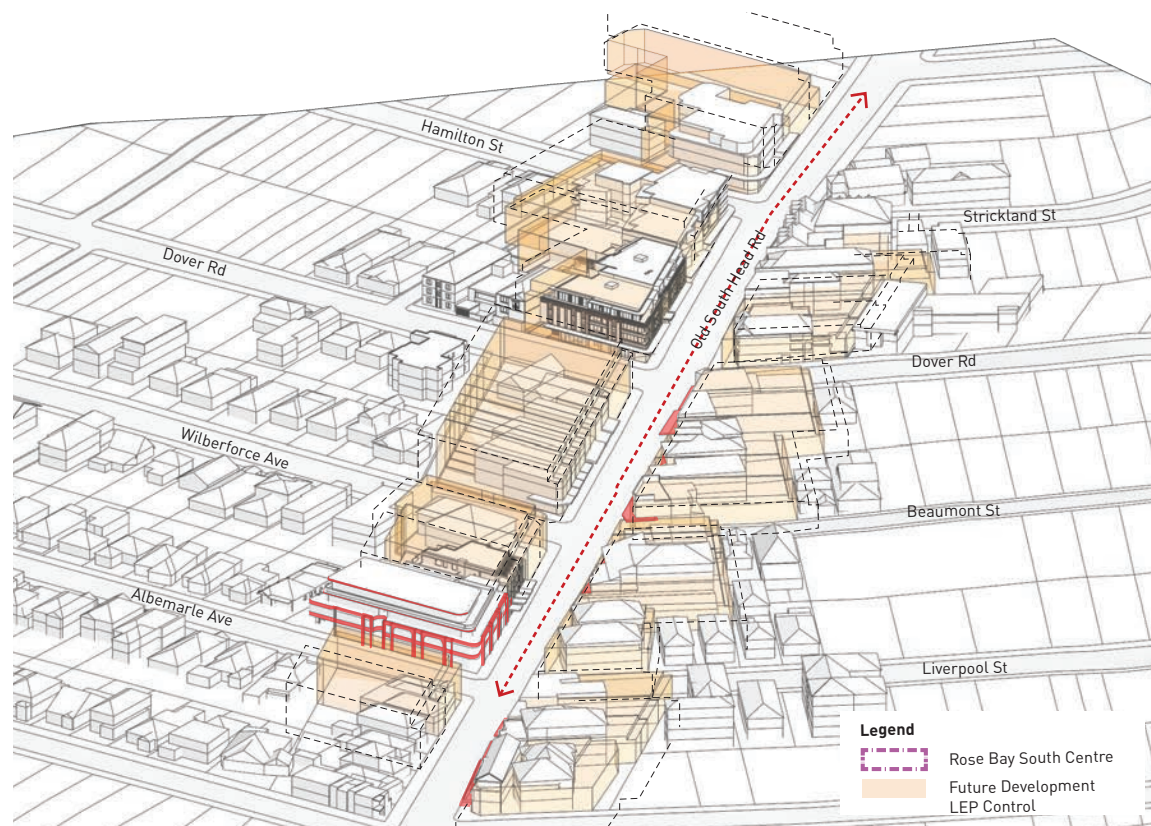 Hamilton St
Strickland St
Dover Rd
Old South Head Rd
Dover Rd
Wilberforce Ave
Beaumont St
Albemarle Ave
Liverpool St
Legend
Rose Bay South Centre
Future Development
LEP Control